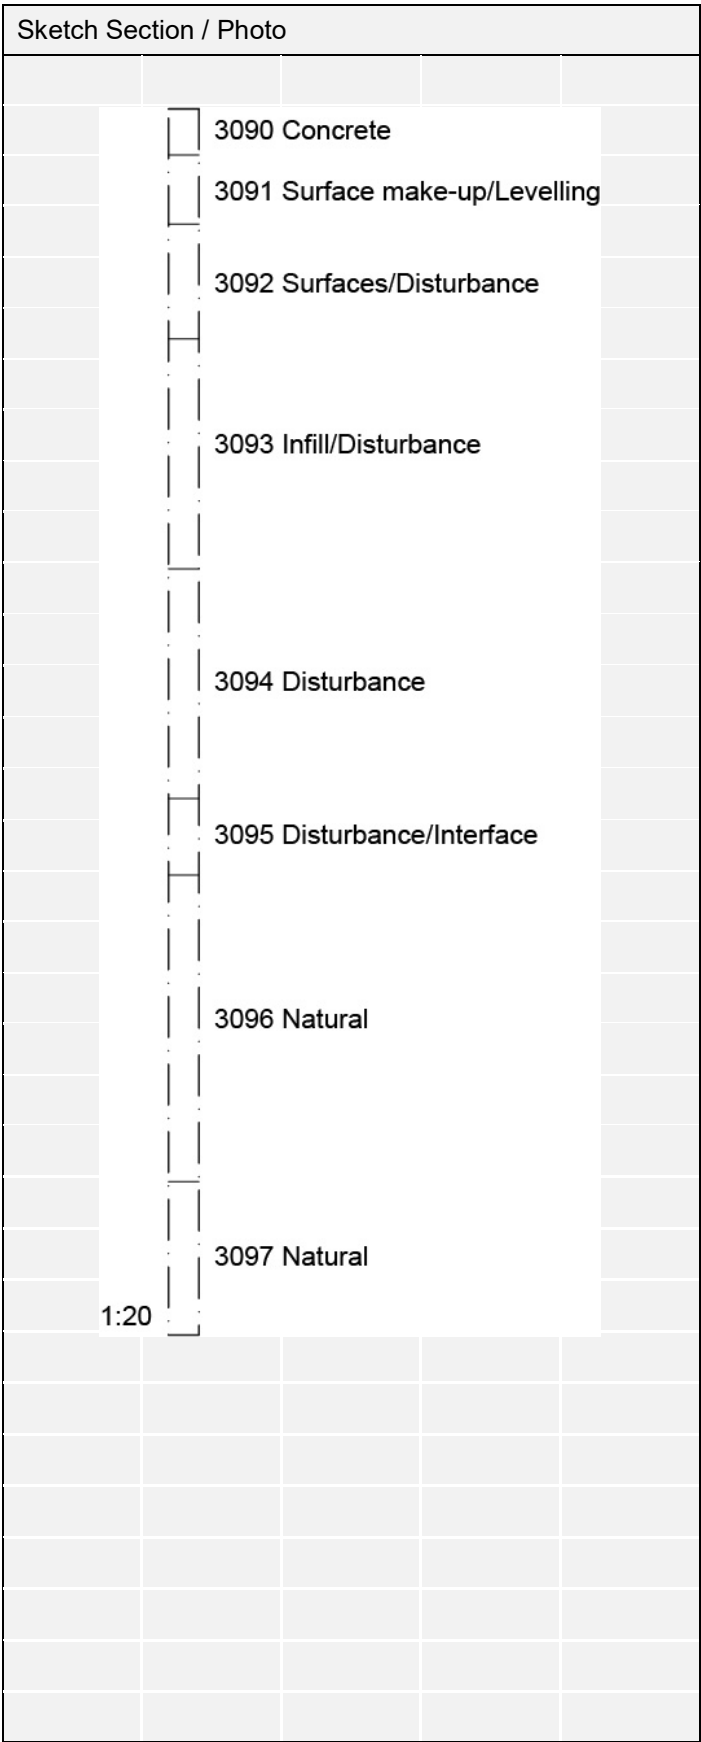 Sketch Section / Photo
3090 Concrete
3091 Surface make-up/Levelling
3092 Surfaces/Disturbance
3093 Infill/Disturbance
3094 Disturbance
3095 Disturbance/Interface
3096 Natural
3097 Natural
1:20